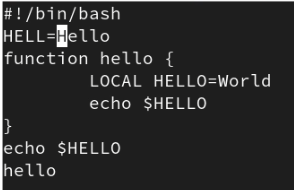 #!/bin/bash
HELL=Hello
function hello {
        LOCAL HELLO=World
        echo $HELLO
}
echo $HELLO
hello